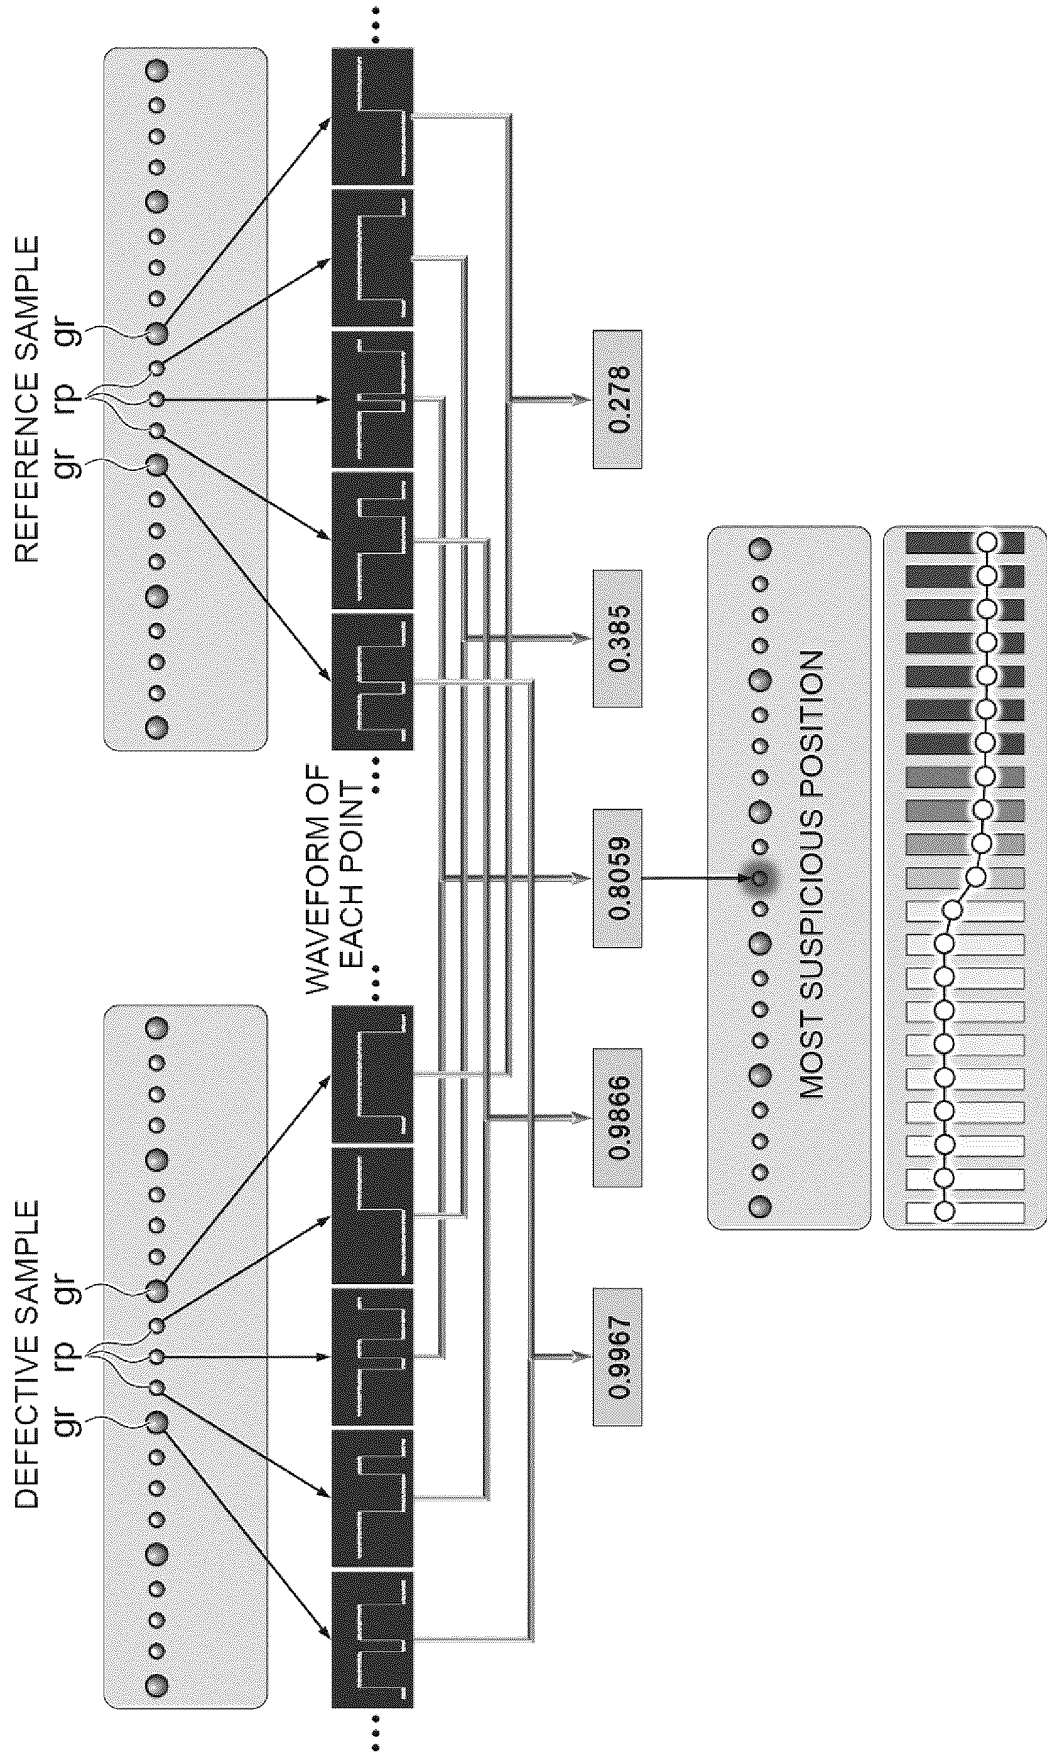 DEFECTIVE SAMPLE
REFERENCE SAMPLE
gr rp gr
gr rp gr
WAVEFORM OF
EACH POINT
0.9967
0.9866
0.8059
0.385
0.278
MOST SUSPICIOUS POSITION